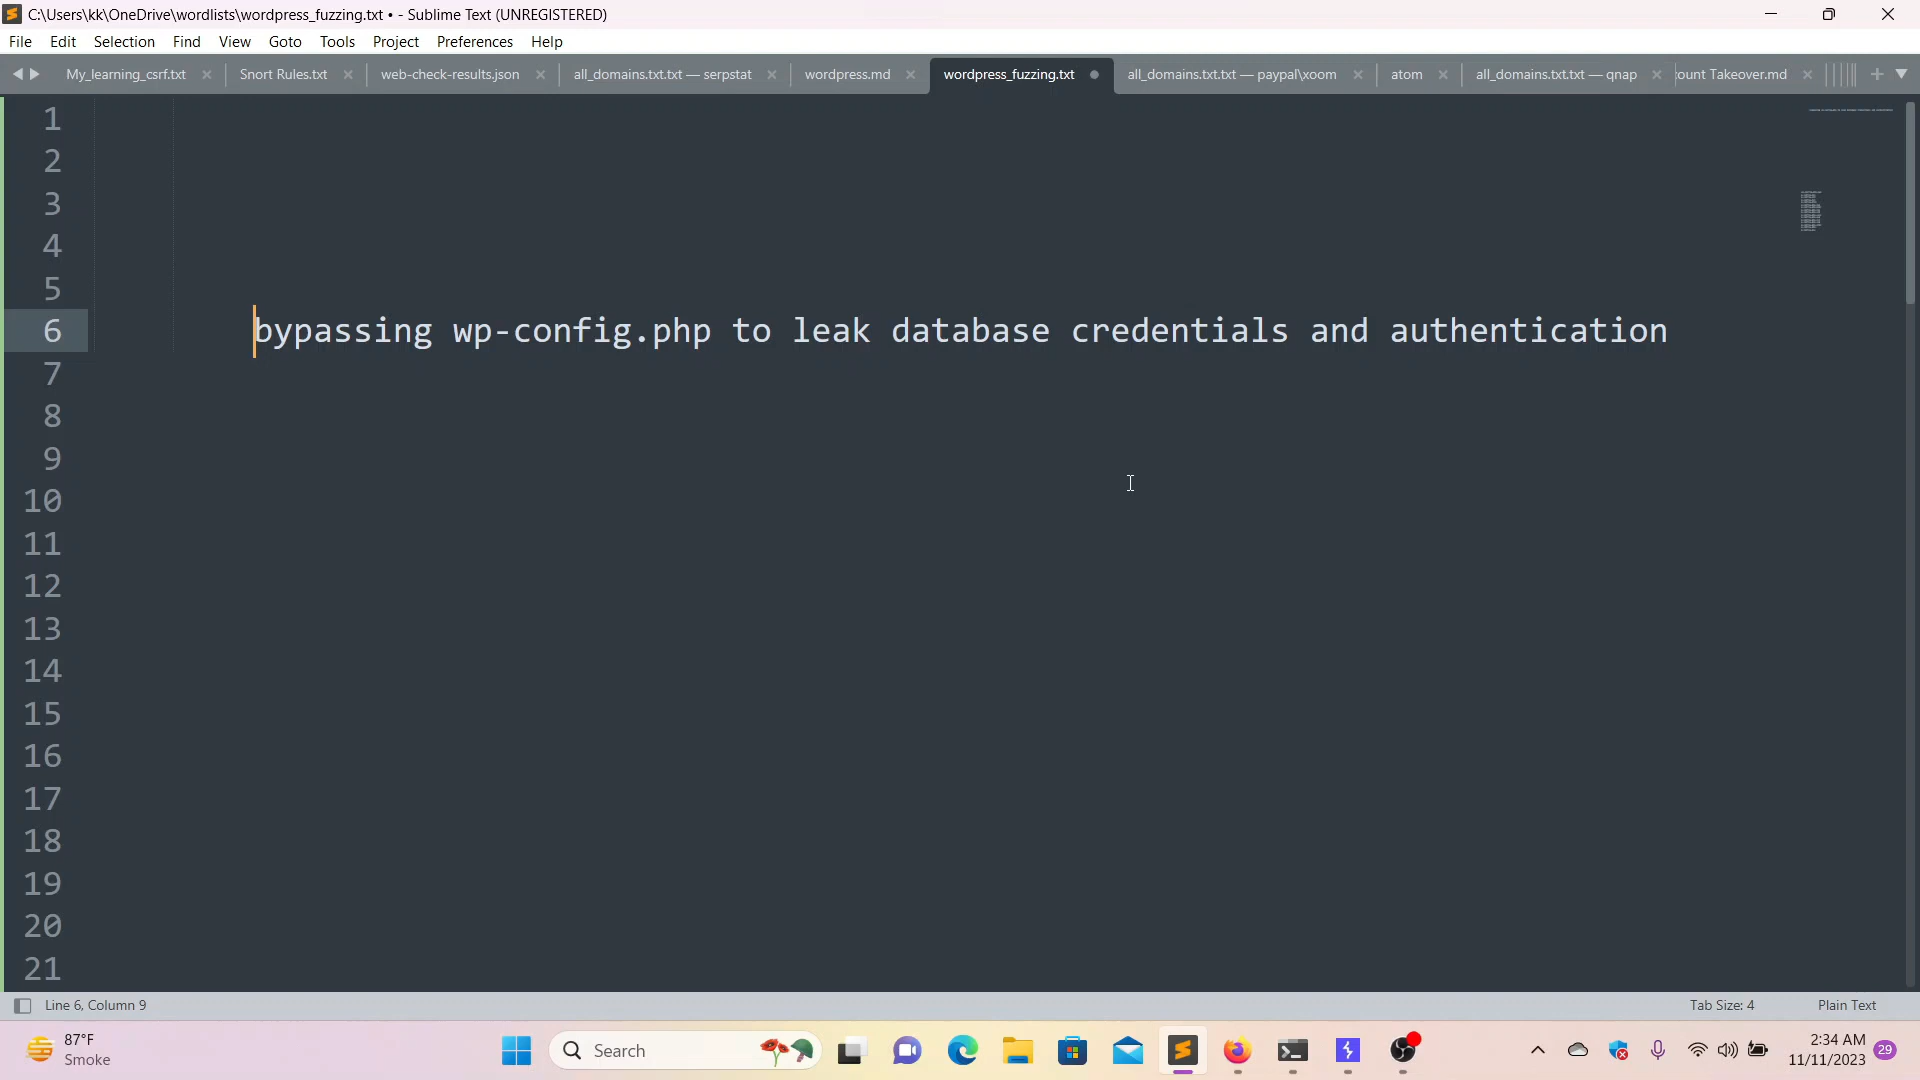 C:\Users\kk\OneDrive\wordlists\wordpress_fuzzing.txt • - Sublime Text (UNREGISTERED)
File Edit Selection Find View Goto Tools Project Preferences Help
My_learning_csrf.txt Snort Rules.txt web-check-results.json all_domains.txt.txt — serpstat wordpress.md wordpress_fuzzing.txt all_domains.txt.txt — paypal\xoom atom all_domains.txt.txt — qnap ount Takeover.md
1
2
3
4
5
6 bypassing wp-config.php to leak database credentials and authentication
7
8
9
10
11
12
13
14
15
16
17
18
19
20
21
Line 6, Column 9 Tab Size: 4 Plain Text
87°F
Smoke
Search
2:34 AM
11/11/2023
29